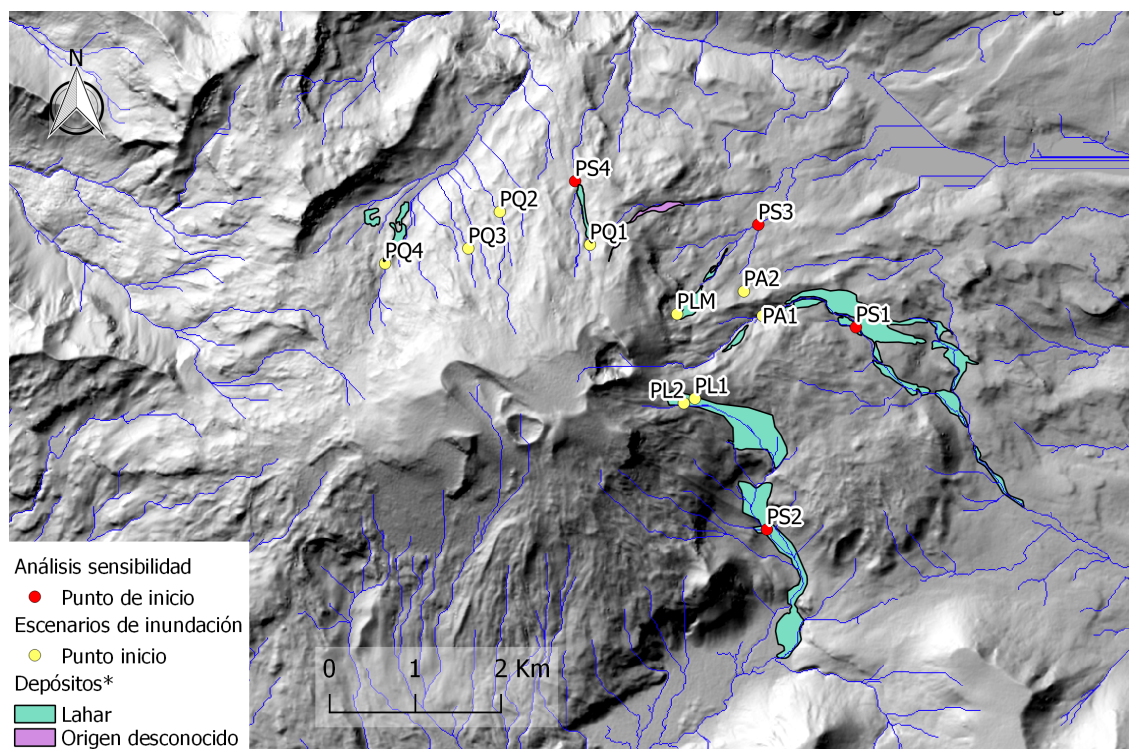 N
PS4
PQ2
PS3
PQ3
PQ1
PQ4
PA2
PLM
PA1
PS1
PL2
PL1
PS2
Análisis sensibilidad
Punto de inicio
Escenarios de inundación
Punto inicio
Depósitos*
Lahar
Origen desconocido
0 1 2 Km